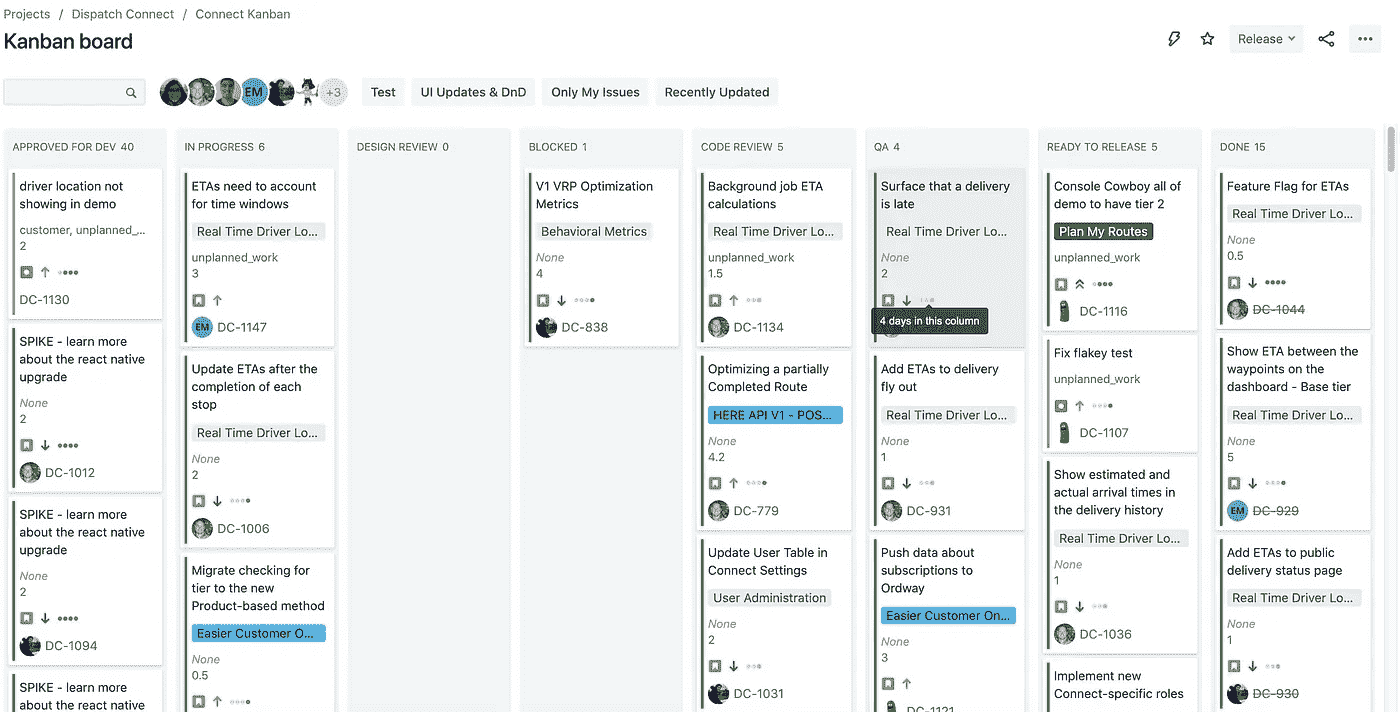 Projects / Dispatch Connect / Connect Kanban
Kanban board
Release
EM
+3
Test
UI Updates & DnD
Only My Issues
Recently Updated
APPROVED FOR DEV 40
driver location not
showing in demo
customer, unplanned_...
2
DC-1130
SPIKE - learn more
about the react native
upgrade
None
2
DC-1012
SPIKE - learn more
about the react native
upgrade
None
2
DC-1094
SPIKE - learn more
about the react native
IN PROGRESS 6
ETAs need to account
for time windows
Real Time Driver Lo...
unplanned_work
3
EM DC-1147
Update ETAs after the
completion of each
stop
Real Time Driver Lo...
None
2
DC-1006
Migrate checking for
tier to the new
Product-based method
Easier Customer O...
None
0.5
DESIGN REVIEW 0
BLOCKED 1
V1 VRP Optimization
Metrics
Behavioral Metrics
None
4
DC-838
CODE REVIEW 5
Background job ETA
calculations
Real Time Driver Lo...
unplanned_work
1.5
DC-1134
Optimizing a partially
Completed Route
HERE API V1 - POS...
None
4.2
DC-779
Update User Table in
Connect Settings
User Administration
None
2
DC-1031
QA 4
Surface that a delivery
is late
Real Time Driver Lo...
None
2
4 days in this column
Add ETAs to delivery
fly out
Real Time Driver Lo...
None
1
DC-931
Push data about
subscriptions to
Ordway
Easier Customer On...
None
3
DC-1121
READY TO RELEASE 5
Console Cowboy all of
demo to have tier 2
Plan My Routes
unplanned_work
DC-1116
Fix flakey test
unplanned_work
DC-1107
Show estimated and
actual arrival times in
the delivery history
Real Time Driver Lo...
None
1
DC-1036
Implement new
Connect-specific roles
DONE 15
Feature Flag for ETAs
Real Time Driver Lo...
None
0.5
DC-1044
Show ETA between the
waypoints on the
dashboard - Base tier
Real Time Driver Lo...
None
5
EM DC-929
Add ETAs to public
delivery status page
Real Time Driver Lo...
None
1
DC-930